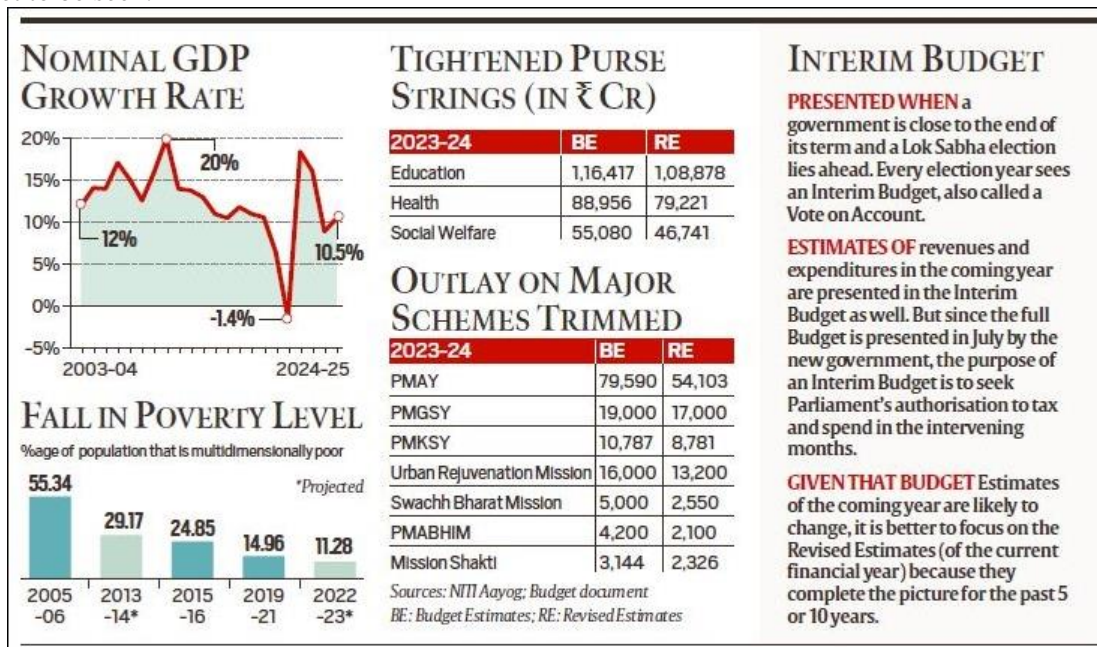 NOMINAL GDP
GROWTH RATE
20%
15%
10%
5%
0%
-5%
20%
12%
10.5%
-1.4%
2003-04 2024-25
FALL IN POVERTY LEVEL
%age of population that is multidimensionally poor
*Projected
55.34
29.17
24.85
14.96
11.28
2005 2013 2015 2019 2022
-06 -14* -16 -21 -23*
TIGHTENED PURSE
STRINGS (IN ₹ CR)
2023-24 BE RE
Education 1,16,417 1,08,878
Health 88,956 79,221
Social Welfare 55,080 46,741
OUTLAY ON MAJOR
SCHEMES TRIMMED
2023-24 BE RE
PMAY 79,590 54,103
PMGSY 19,000 17,000
PMKSY 10,787 8,781
Urban Rejuvenation Mission 16,000 13,200
Swachh Bharat Mission 5,000 2,550
PMABHIM 4,200 2,100
Mission Shakti 3,144 2,326
Sources: NITI Aayog; Budget document
BE: Budget Estimates; RE: Revised Estimates
INTERIM BUDGET
PRESENTED WHEN a
government is close to the end of
its term and a Lok Sabha election
lies ahead. Every election year sees
an Interim Budget, also called a
Vote on Account.
ESTIMATES OF revenues and
expenditures in the coming year
are presented in the Interim
Budget as well. But since the full
Budget is presented in July by the
new government, the purpose of
an Interim Budget is to seek
Parliament's authorisation to tax
and spend in the intervening
months.
GIVEN THAT BUDGET Estimates
of the coming year are likely to
change, it is better to focus on the
Revised Estimates (of the current
financial year) because they
complete the picture for the past 5
or 10 years.